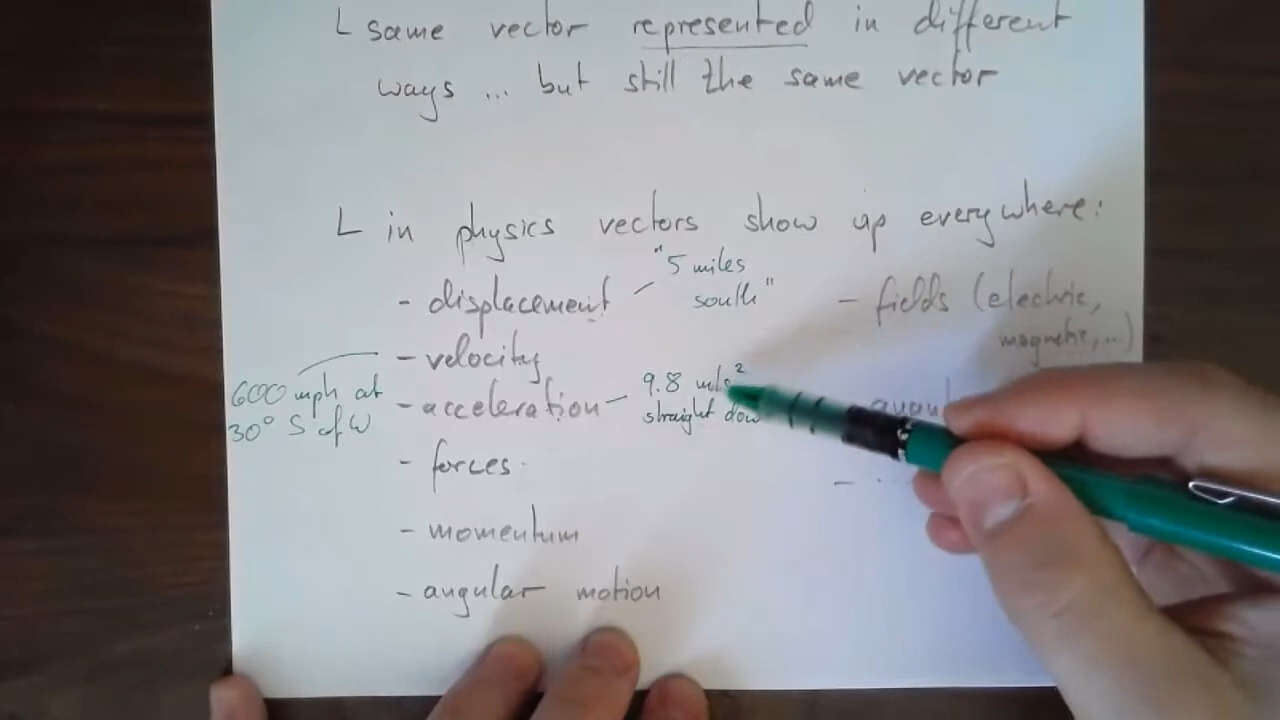 L same vector represented in different
ways ... but still the same vector
L in physics vectors show up everywhere:
- displacement - "5 miles
south"
- velocity
600 mph at
30° S of W
- acceleration - 9.8 m/s²
straight dow
- forces
- momentum
- angular motion
- fields (electric,
magnetic, ...)
- ...